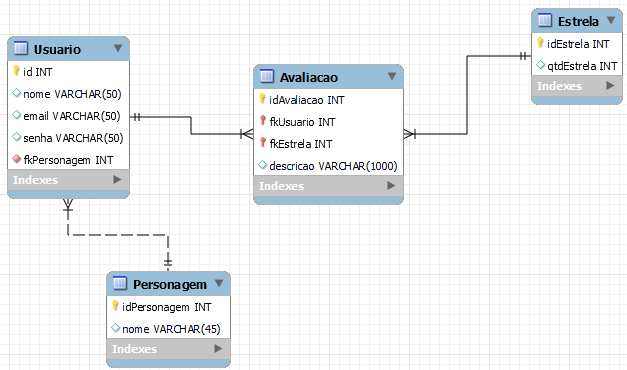 Usuario
id INT
nome VARCHAR(50)
email VARCHAR(50)
senha VARCHAR(50)
fkPersonagem INT
Indexes
Avaliacao
idAvaliacao INT
fkUsuario INT
fkEstrela INT
descricao VARCHAR(1000)
Indexes
Estrela
idEstrela INT
qtdEstrela INT
Indexes
Personagem
idPersonagem INT
nome VARCHAR(45)
Indexes